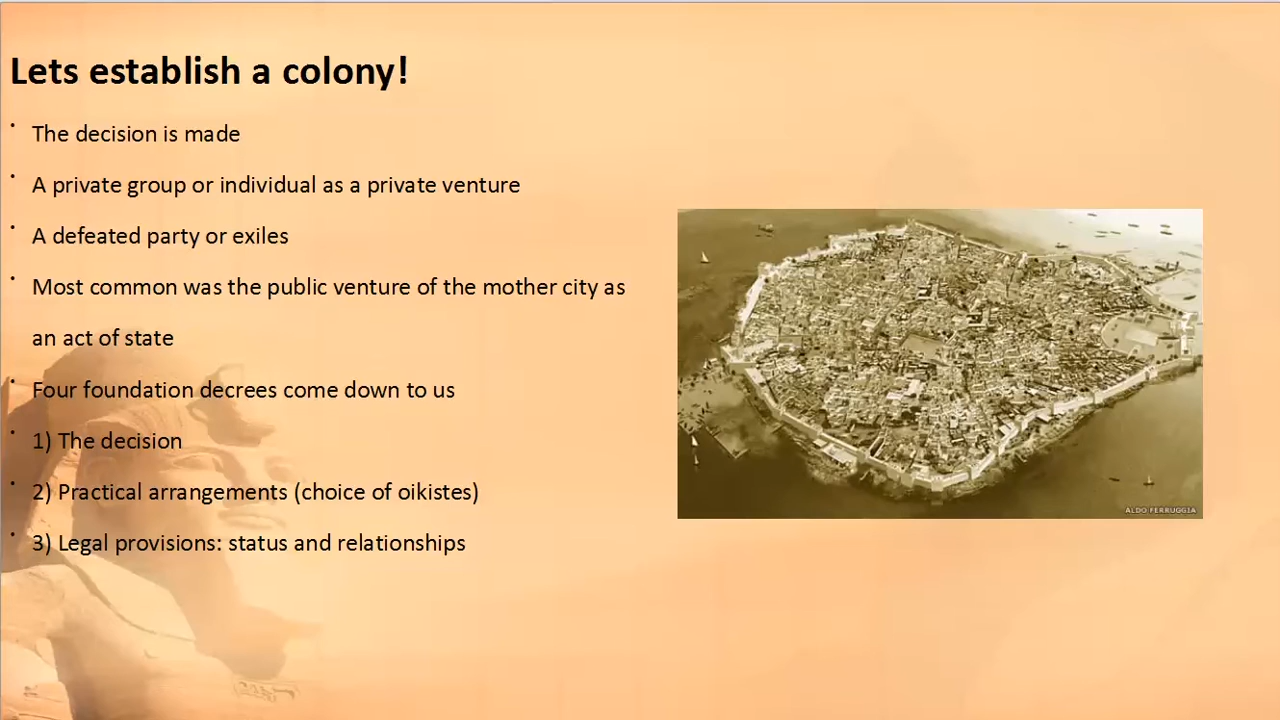 Lets establish a colony!
• The decision is made
• A private group or individual as a private venture
• A defeated party or exiles
• Most common was the public venture of the mother city as
an act of state
• Four foundation decrees come down to us
• 1) The decision
• 2) Practical arrangements (choice of oikistes)
• 3) Legal provisions: status and relationships
ALDO FERRUGGIA